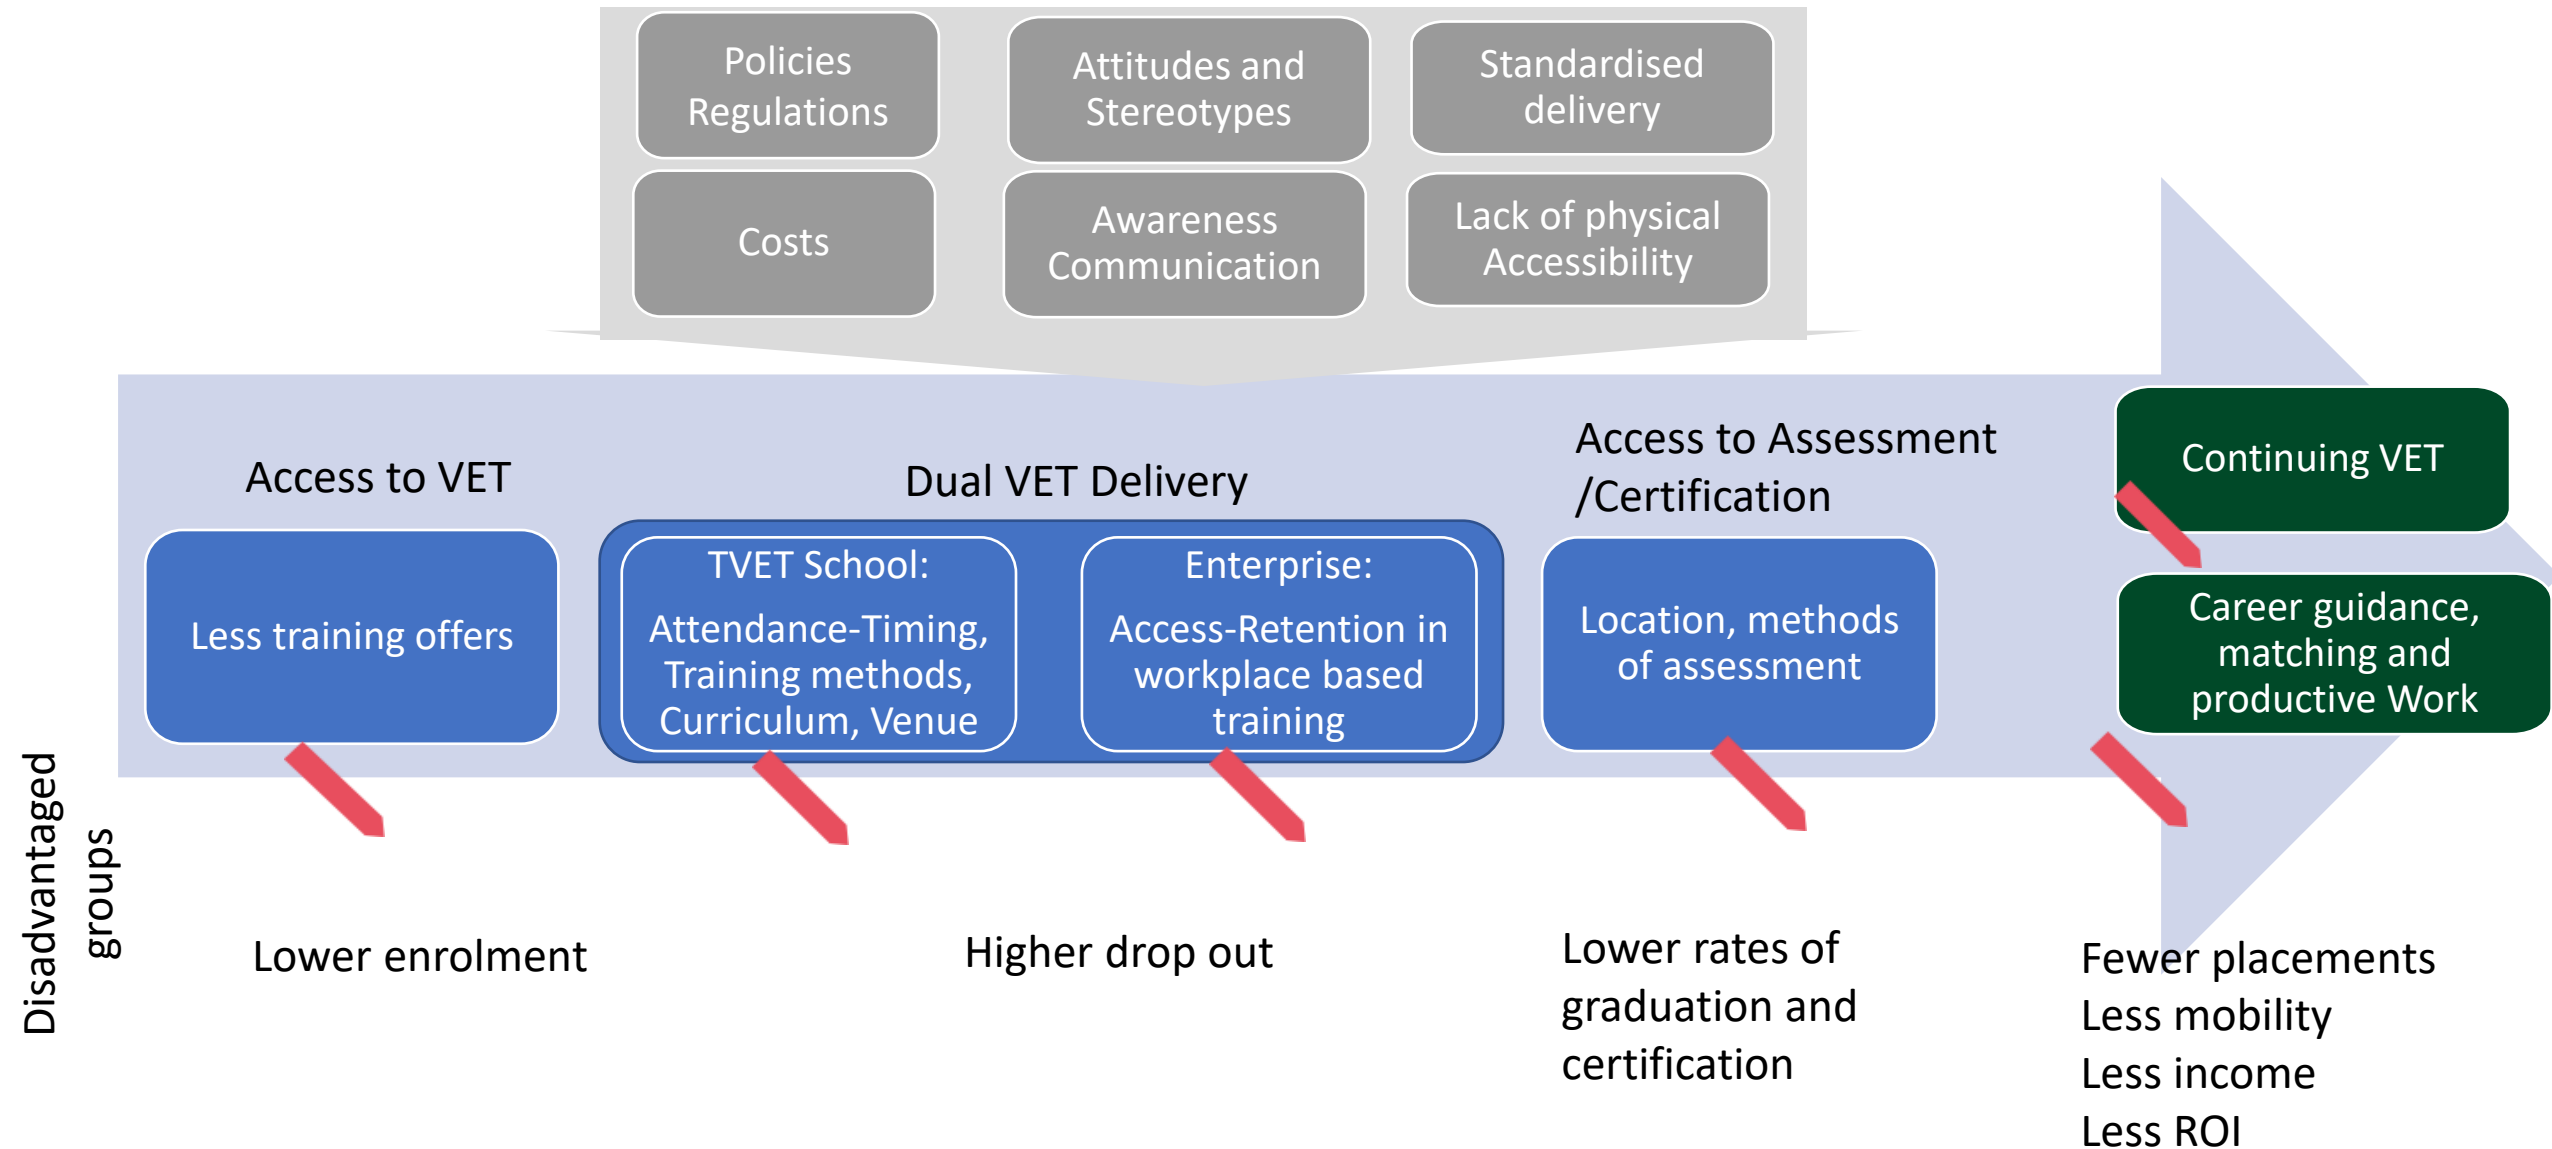 Policies
Regulations
Attitudes and
Stereotypes
Standardised
delivery
Costs
Awareness
Communication
Lack of physical
Accessibility
Access to VET
Dual VET Delivery
Access to Assessment
/Certification
Less training offers
TVET School:
Attendance-Timing,
Training methods,
Curriculum, Venue
Enterprise:
Access-Retention in
workplace based
training
Location, methods
of assessment
Continuing VET
Career guidance,
matching and
productive Work
Disadvantaged
groups
Lower enrolment
Higher drop out
Lower rates of
graduation and
certification
Fewer placements
Less mobility
Less income
Less ROI